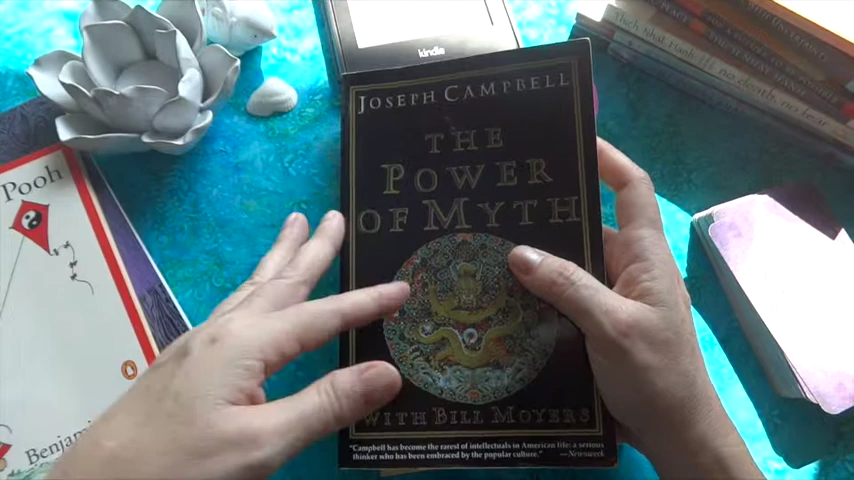 kindle
JOSEPH CAMPBELL
THE
POWER
OF MYTH
WITH BILL MOYERS
"Campbell has become the rarest of intellectuals in American life: a serious
thinker who has been embraced by the popular culture." —Newsweek
Pooh
Benjam
Thich Nhat Hanh
no death, no fear